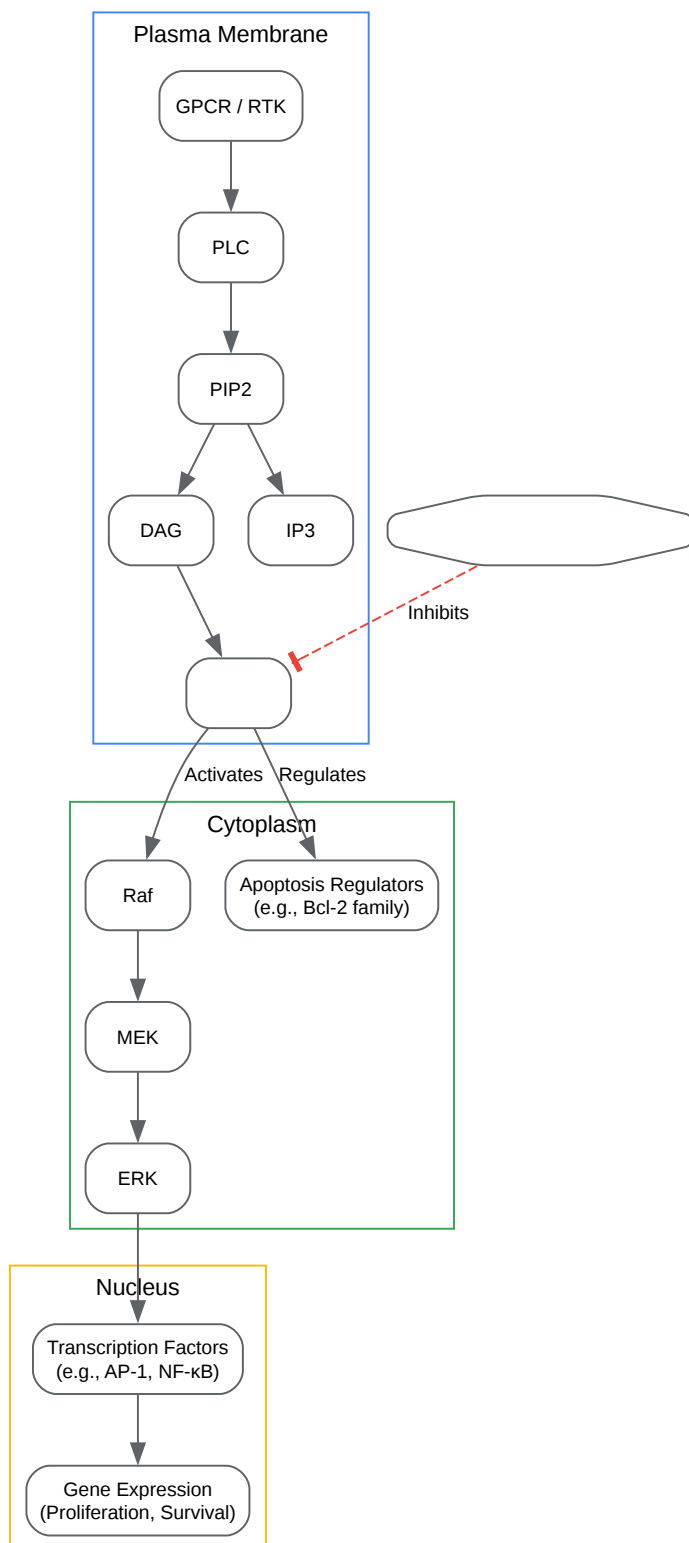 Plasma Membrane
GPCR / RTK
PLC
PIP2
DAG
IP3
Inhibits
Activates
Regulates
Cytoplasm
Raf
Apoptosis Regulators
(e.g., Bcl-2 family)
MEK
ERK
Nucleus
Transcription Factors
(e.g., AP-1, NF-κB)
Gene Expression
(Proliferation, Survival)